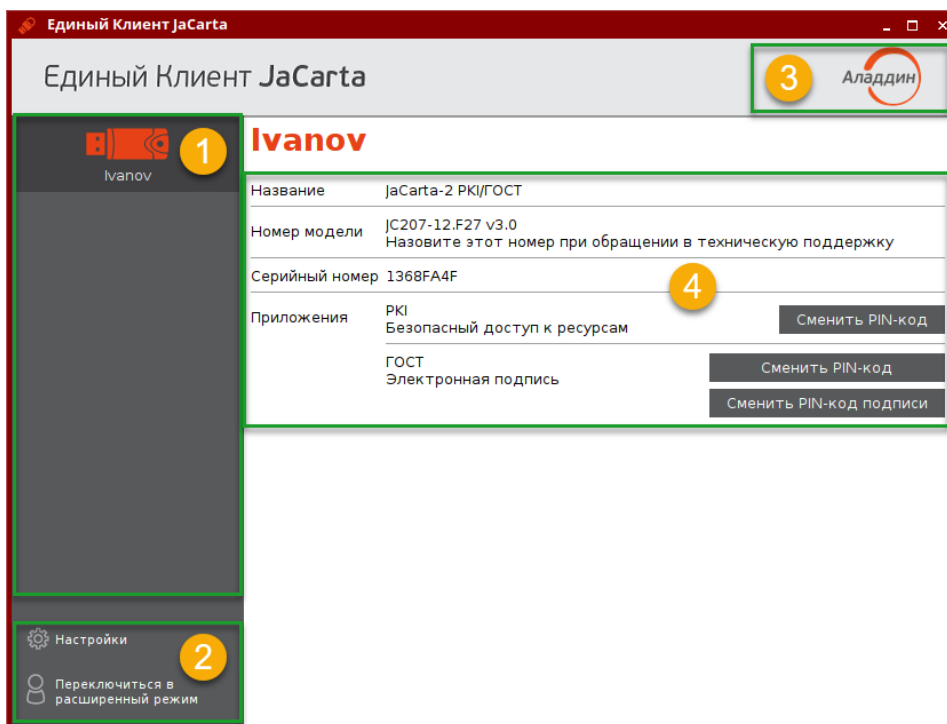 Единый Клиент JaCarta
Единый Клиент JaCarta
3
Аладдин
1
Ivanov
Ivanov
Название JaCarta-2 PKI/ГОСТ
Номер модели JC207-12.F27 v3.0
Назовите этот номер при обращении в техническую поддержку
Серийный номер 1368FA4F
4
Приложения PKI
Безопасный доступ к ресурсам
Сменить PIN-код
ГОСТ
Электронная подпись
Сменить PIN-код
Сменить PIN-код подписи
Настройки
2
Переключиться в
расширенный режим